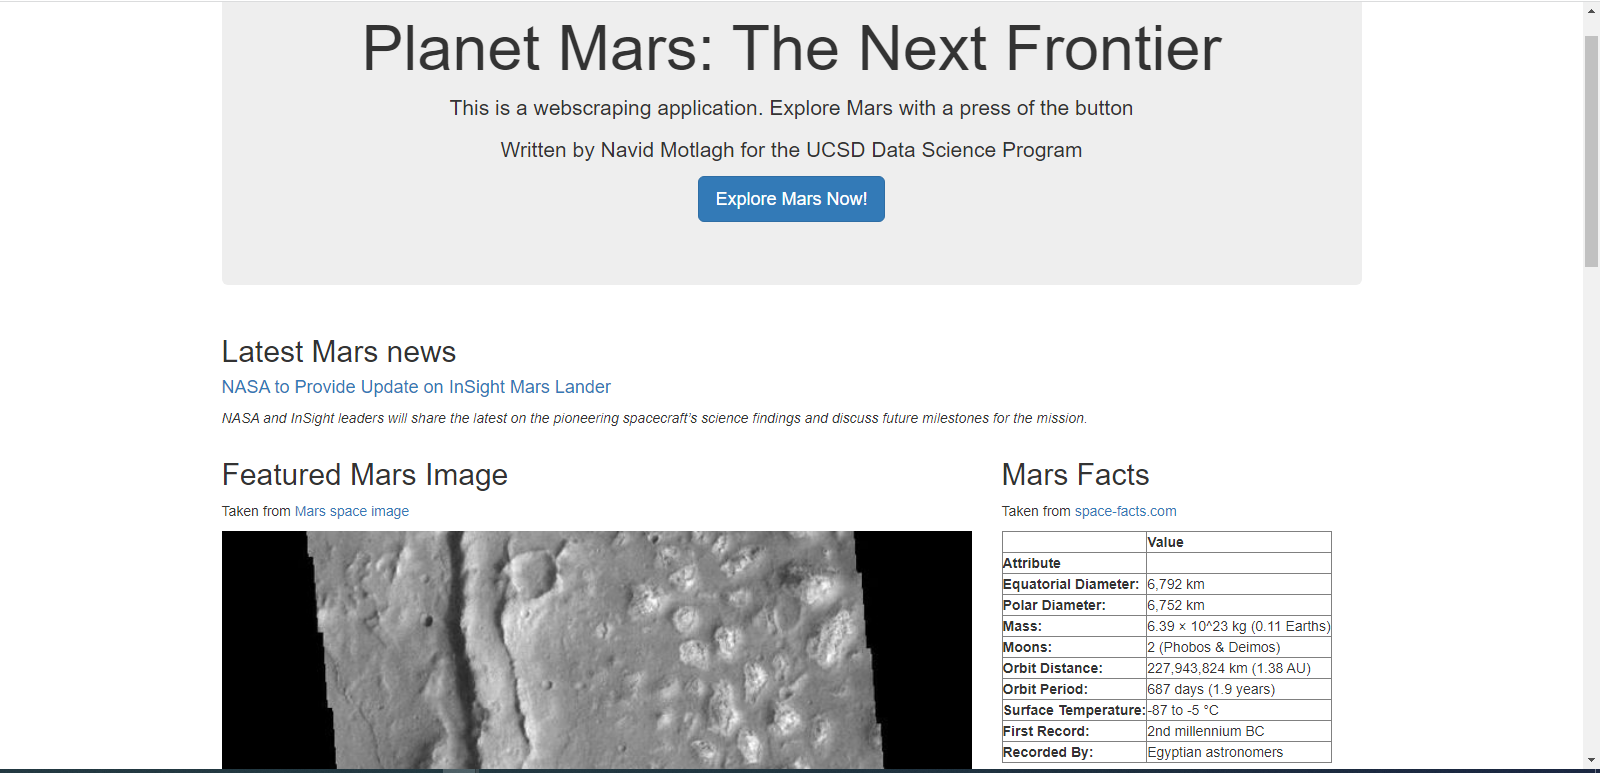 Planet Mars: The Next Frontier
This is a webscraping application. Explore Mars with a press of the button
Written by Navid Motlagh for the UCSD Data Science Program
Explore Mars Now!
Latest Mars news
NASA to Provide Update on InSight Mars Lander
NASA and InSight leaders will share the latest on the pioneering spacecraft’s science findings and discuss future milestones for the mission.
Featured Mars Image
Taken from Mars space image
Mars Facts
Taken from space-facts.com
Value
Attribute
Equatorial Diameter: 6,792 km
Polar Diameter: 6,752 km
Mass: 6.39 × 10^23 kg (0.11 Earths)
Moons: 2 (Phobos & Deimos)
Orbit Distance: 227,943,824 km (1.38 AU)
Orbit Period: 687 days (1.9 years)
Surface Temperature: -87 to -5 °C
First Record: 2nd millennium BC
Recorded By: Egyptian astronomers